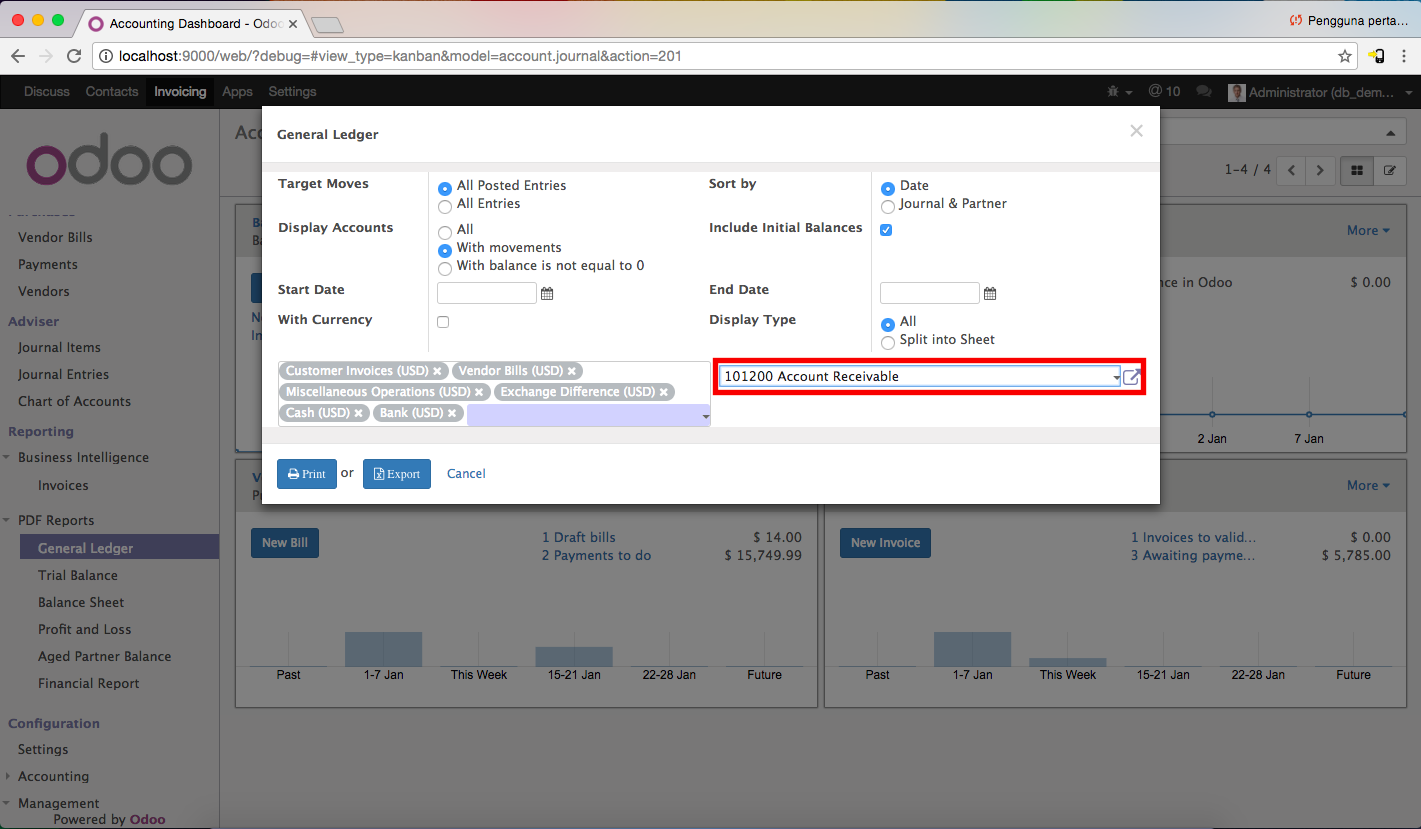 Accounting Dashboard - Odoo
Pengguna perta...
localhost:9000/web/?debug=#view_type=kanban&model=account.journal&action=201
Discuss Contacts Invoicing Apps Settings
@ 10
Administrator (db_dem...
odoo
Vendor Bills
Payments
Vendors
Adviser
Journal Items
Journal Entries
Chart of Accounts
Reporting
Business Intelligence
Invoices
PDF Reports
General Ledger
Trial Balance
Balance Sheet
Profit and Loss
Aged Partner Balance
Financial Report
Configuration
Settings
Accounting
Management
Powered by Odoo
1-4 / 4
General Ledger
Target Moves
All Posted Entries
All Entries
Sort by
Date
Journal & Partner
Display Accounts
All
With movements
With balance is not equal to 0
Include Initial Balances
Start Date
End Date
With Currency
Display Type
All
Split into Sheet
Customer Invoices (USD) Vendor Bills (USD)
Miscellaneous Operations (USD) Exchange Difference (USD)
Cash (USD) Bank (USD)
101200 Account Receivable
Print or Export Cancel
More
in Odoo $ 0.00
2 Jan 7 Jan
New Bill
1 Draft bills $ 14.00
2 Payments to do $ 15,749.99
Past 1-7 Jan This Week 15-21 Jan 22-28 Jan Future
More
New Invoice
1 Invoices to valid... $ 0.00
3 Awaiting payme... $ 5,785.00
Past 1-7 Jan This Week 15-21 Jan 22-28 Jan Future